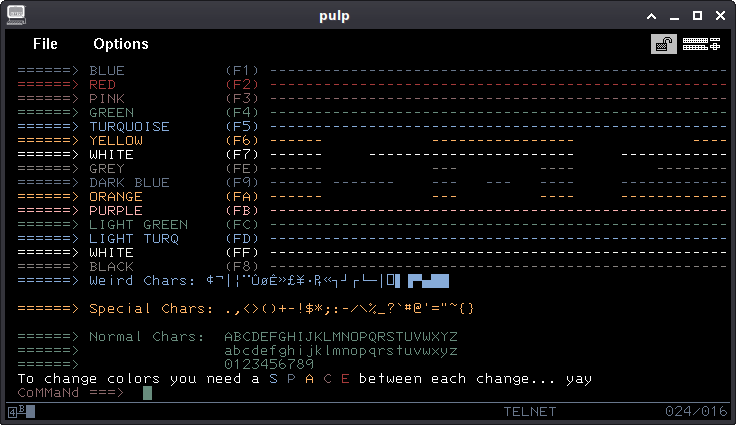 pulp
File Options
======> BLUE (F1) ---------------------------------------------------
======> RED (F2) ---------------------------------------------------
======> PINK (F3) ---------------------------------------------------
======> GREEN (F4) ---------------------------------------------------
======> TURQUOISE (F5) ---------------------------------------------------
======> YELLOW (F6) ------ ---------------- ----
======> WHITE (F7) ------ ---------------- ------------
======> GREY (FE) ------ --- --- ------------
======> DARK BLUE (F9) ------ ------- --- --- ------------
======> ORANGE (FA) ------ --- --- ------------
======> PURPLE (FB) ---------------------------------------------------
======> LIGHT GREEN (FC) ---------------------------------------------------
======> LIGHT TURQ (FD) ---------------------------------------------------
======> WHITE (FF) ---------------------------------------------------
======> BLACK (F8) ---------------------------------------------------
======> Weird Chars: ¢¬|¦¨ÛøÊ»£¥·₧«┐┘┌└─│
======> Special Chars: .,<>()+-!$*;:-/\%_?`#@'="~{}
======> Normal Chars: ABCDEFGHIJKLMNOPQRSTUVWXYZ
======> abcdefghijklmnopqrstuvwxyz
======> 0123456789
To change colors you need a S P A C E between each change... yay
CoMMaNd ===>
4B TELNET 024/016